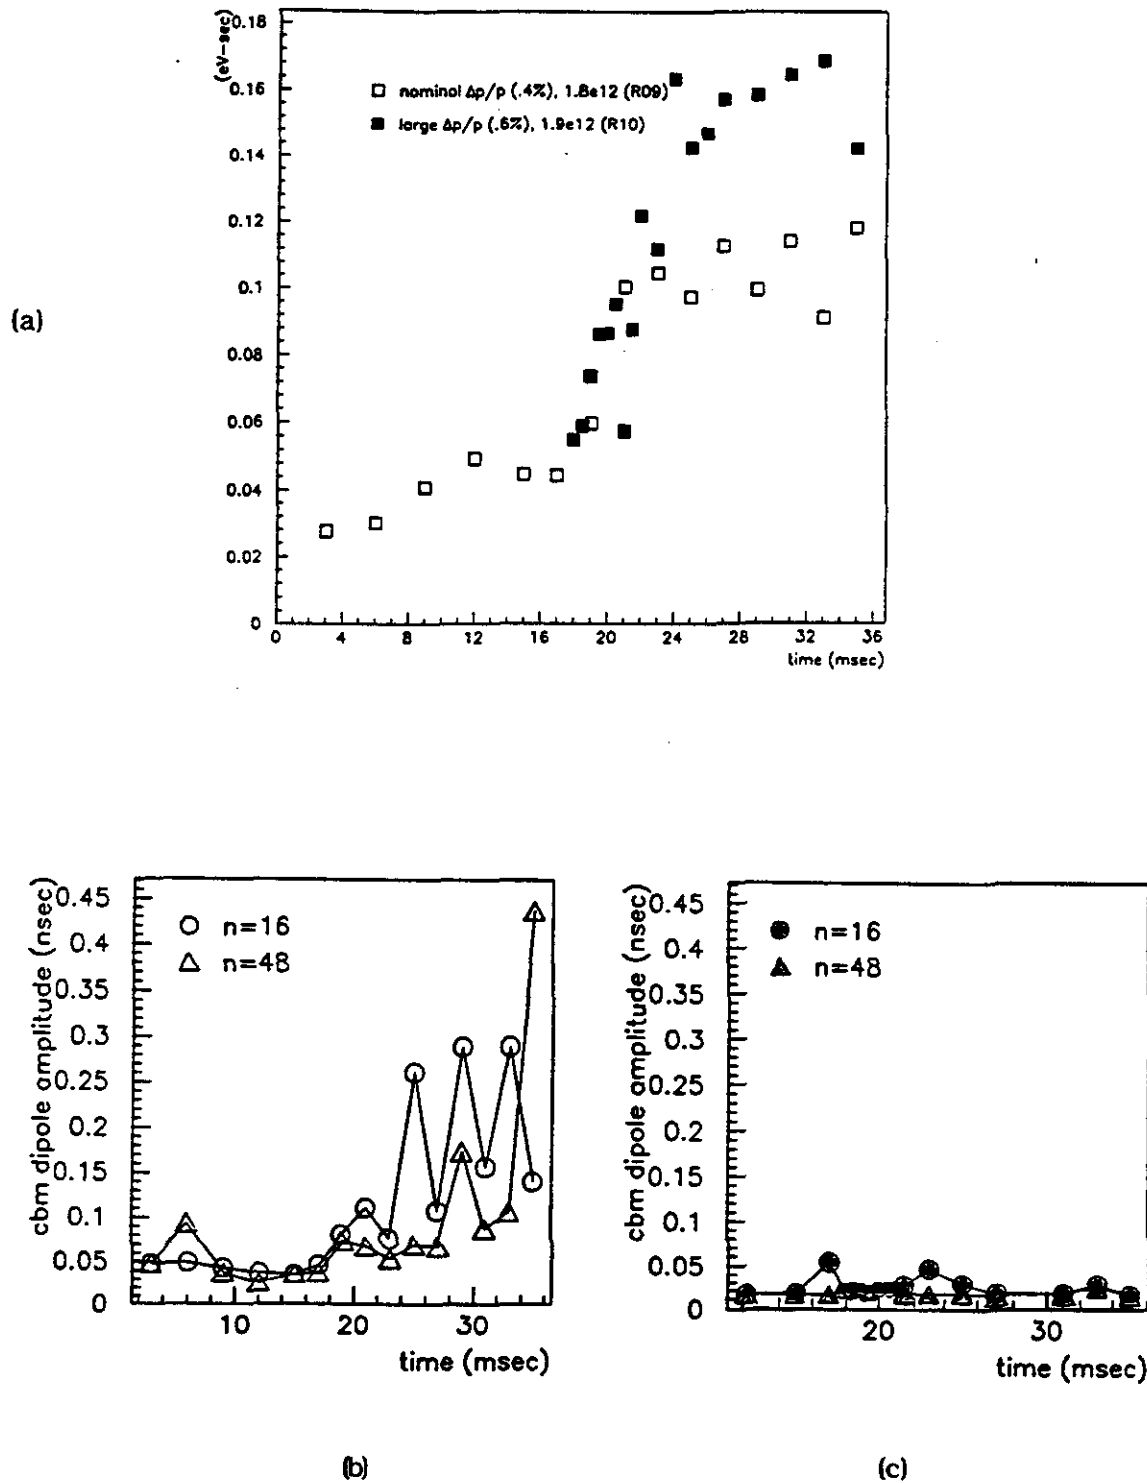 (a)
(eV-sec)
0.18
0.16
0.14
0.12
0.1
0.08
0.06
0.04
0.02
0
□ nominal Δp/p (.4%), 1.8e12 (R09)
■ large Δp/p (.6%), 1.9e12 (R10)
0 4 8 12 16 20 24 28 32 36
time (msec)
cbm dipole amplitude (nsec)
0.45
0.4
0.35
0.3
0.25
0.2
0.15
0.1
0.05
0
n=16
n=48
10 20 30
time (msec)
(b)
cbm dipole amplitude (nsec)
0.45
0.4
0.35
0.3
0.25
0.2
0.15
0.1
0.05
0
n=16
n=48
20 30
time (msec)
(c)